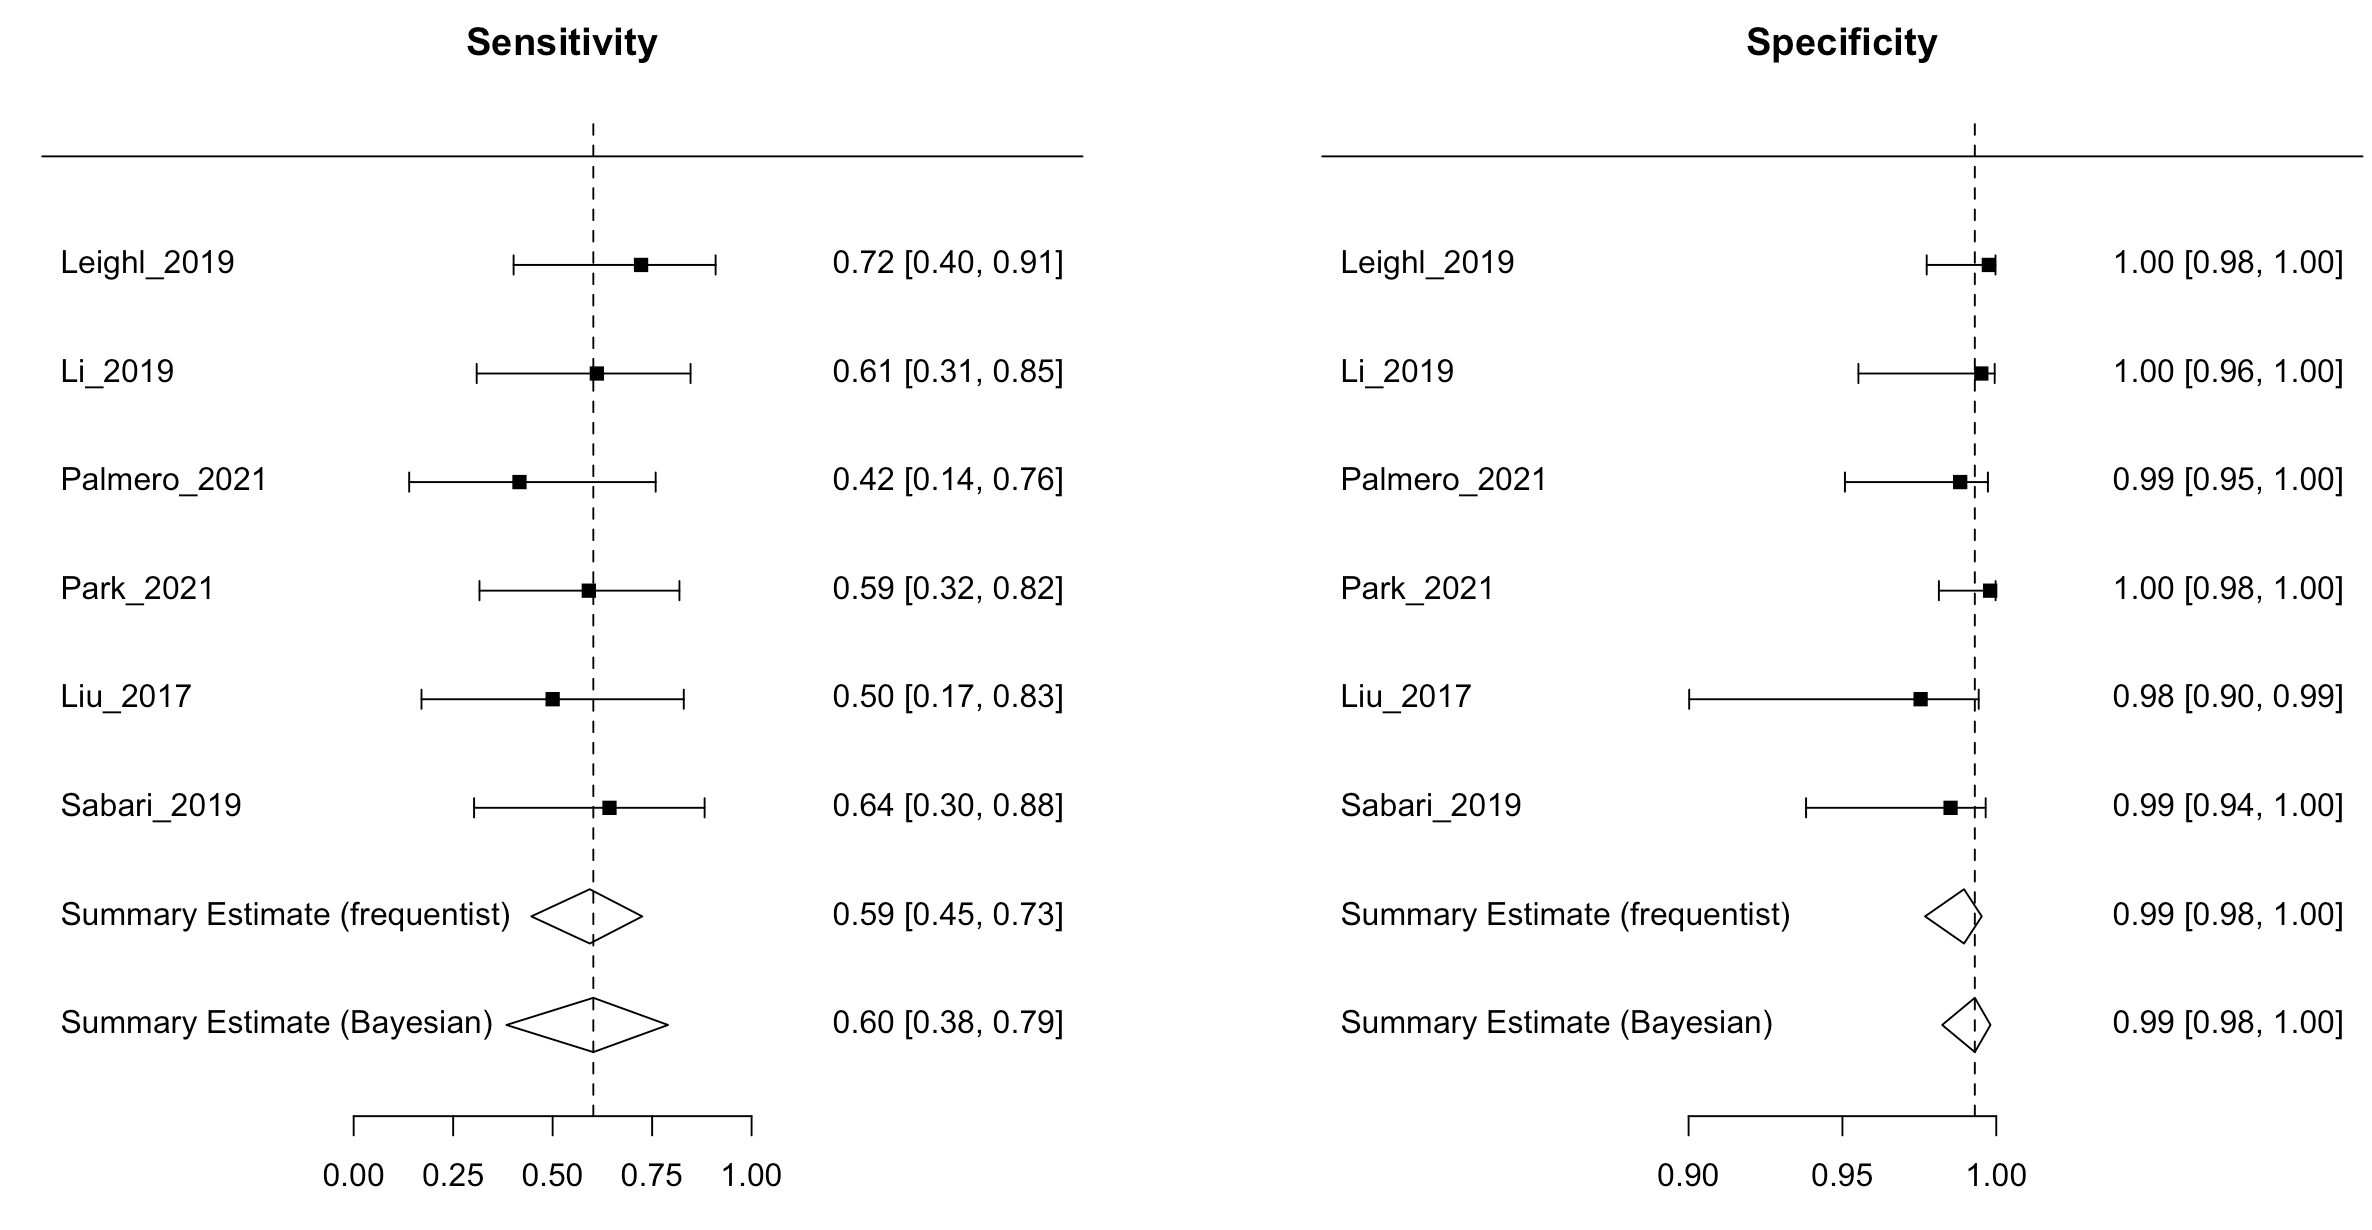 Sensitivity
Leighl_2019 0.72 [0.40, 0.91]
Li_2019 0.61 [0.31, 0.85]
Palmero_2021 0.42 [0.14, 0.76]
Park_2021 0.59 [0.32, 0.82]
Liu_2017 0.50 [0.17, 0.83]
Sabari_2019 0.64 [0.30, 0.88]
Summary Estimate (frequentist) 0.59 [0.45, 0.73]
Summary Estimate (Bayesian) 0.60 [0.38, 0.79]
0.00 0.25 0.50 0.75 1.00
Specificity
Leighl_2019 1.00 [0.98, 1.00]
Li_2019 1.00 [0.96, 1.00]
Palmero_2021 0.99 [0.95, 1.00]
Park_2021 1.00 [0.98, 1.00]
Liu_2017 0.98 [0.90, 0.99]
Sabari_2019 0.99 [0.94, 1.00]
Summary Estimate (frequentist) 0.99 [0.98, 1.00]
Summary Estimate (Bayesian) 0.99 [0.98, 1.00]
0.90 0.95 1.00